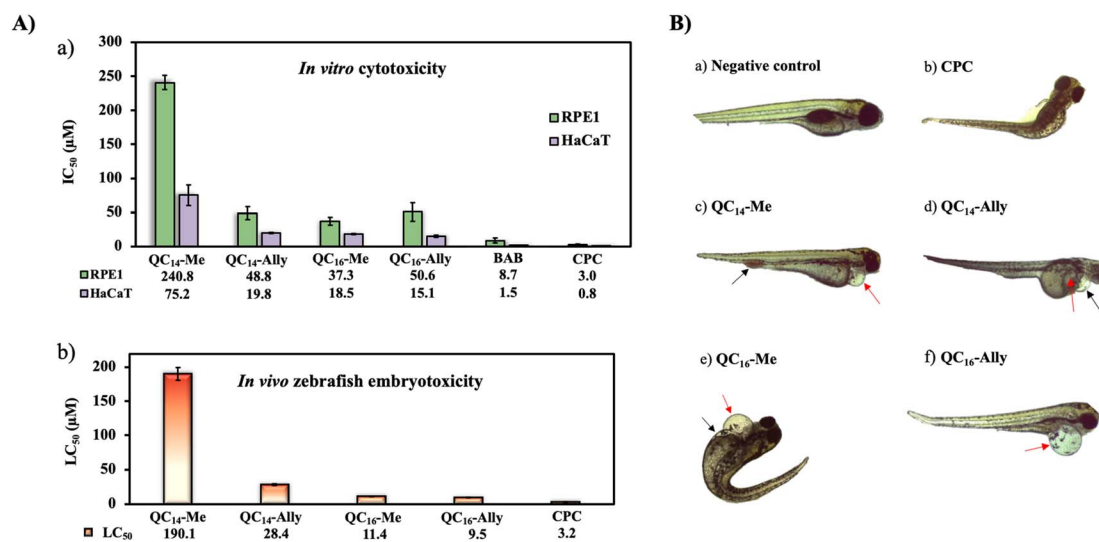 A)
a)
In vitro cytotoxicity
300
250
200
150
100
50
0
IC₅₀ (μM)
RPE1
HaCaT
QC₁₄-Me QC₁₄-Ally QC₁₆-Me QC₁₆-Ally BAB CPC
RPE1 240.8 48.8 37.3 50.6 8.7 3.0
HaCaT 75.2 19.8 18.5 15.1 1.5 0.8
b)
In vivo zebrafish embryotoxicity
200
150
100
50
0
LC₅₀ (μM)
QC₁₄-Me QC₁₄-Ally QC₁₆-Me QC₁₆-Ally CPC
LC₅₀ 190.1 28.4 11.4 9.5 3.2
B)
a) Negative control
b) CPC
c) QC₁₄-Me
d) QC₁₄-Ally
e) QC₁₆-Me
f) QC₁₆-Ally